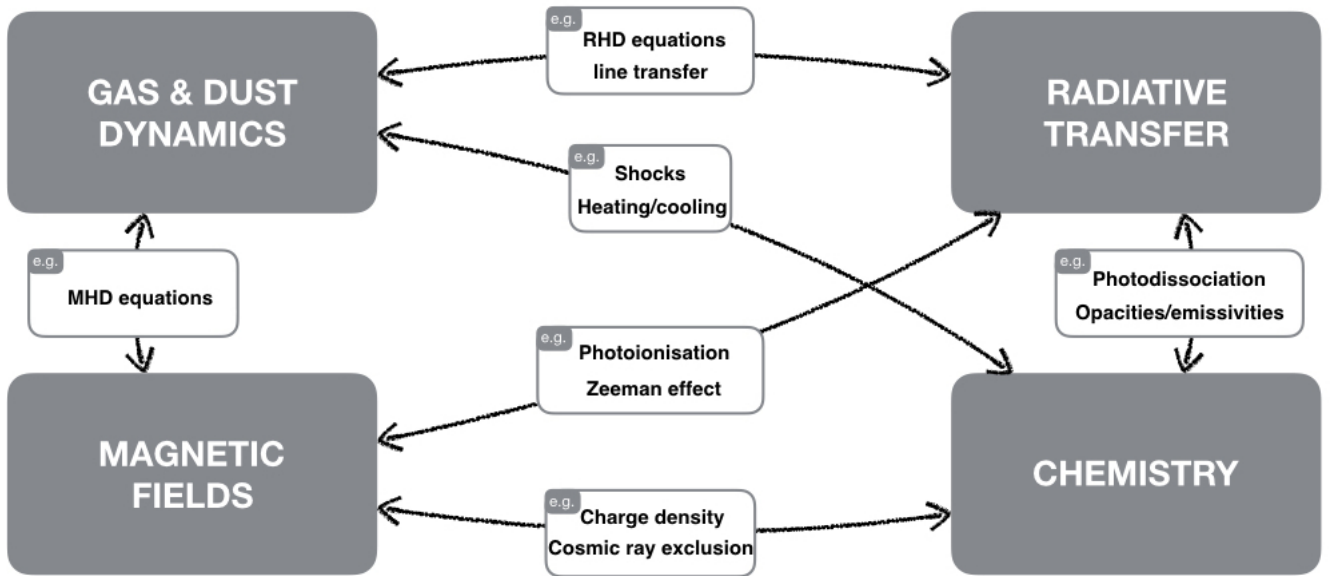 e.g.
RHD equations
line transfer
GAS & DUST
DYNAMICS
RADIATIVE
TRANSFER
e.g.
Shocks
Heating/cooling
e.g.
MHD equations
e.g.
Photodissociation
Opacities/emissivities
e.g.
Photoionisation
Zeeman effect
MAGNETIC
FIELDS
CHEMISTRY
e.g.
Charge density
Cosmic ray exclusion